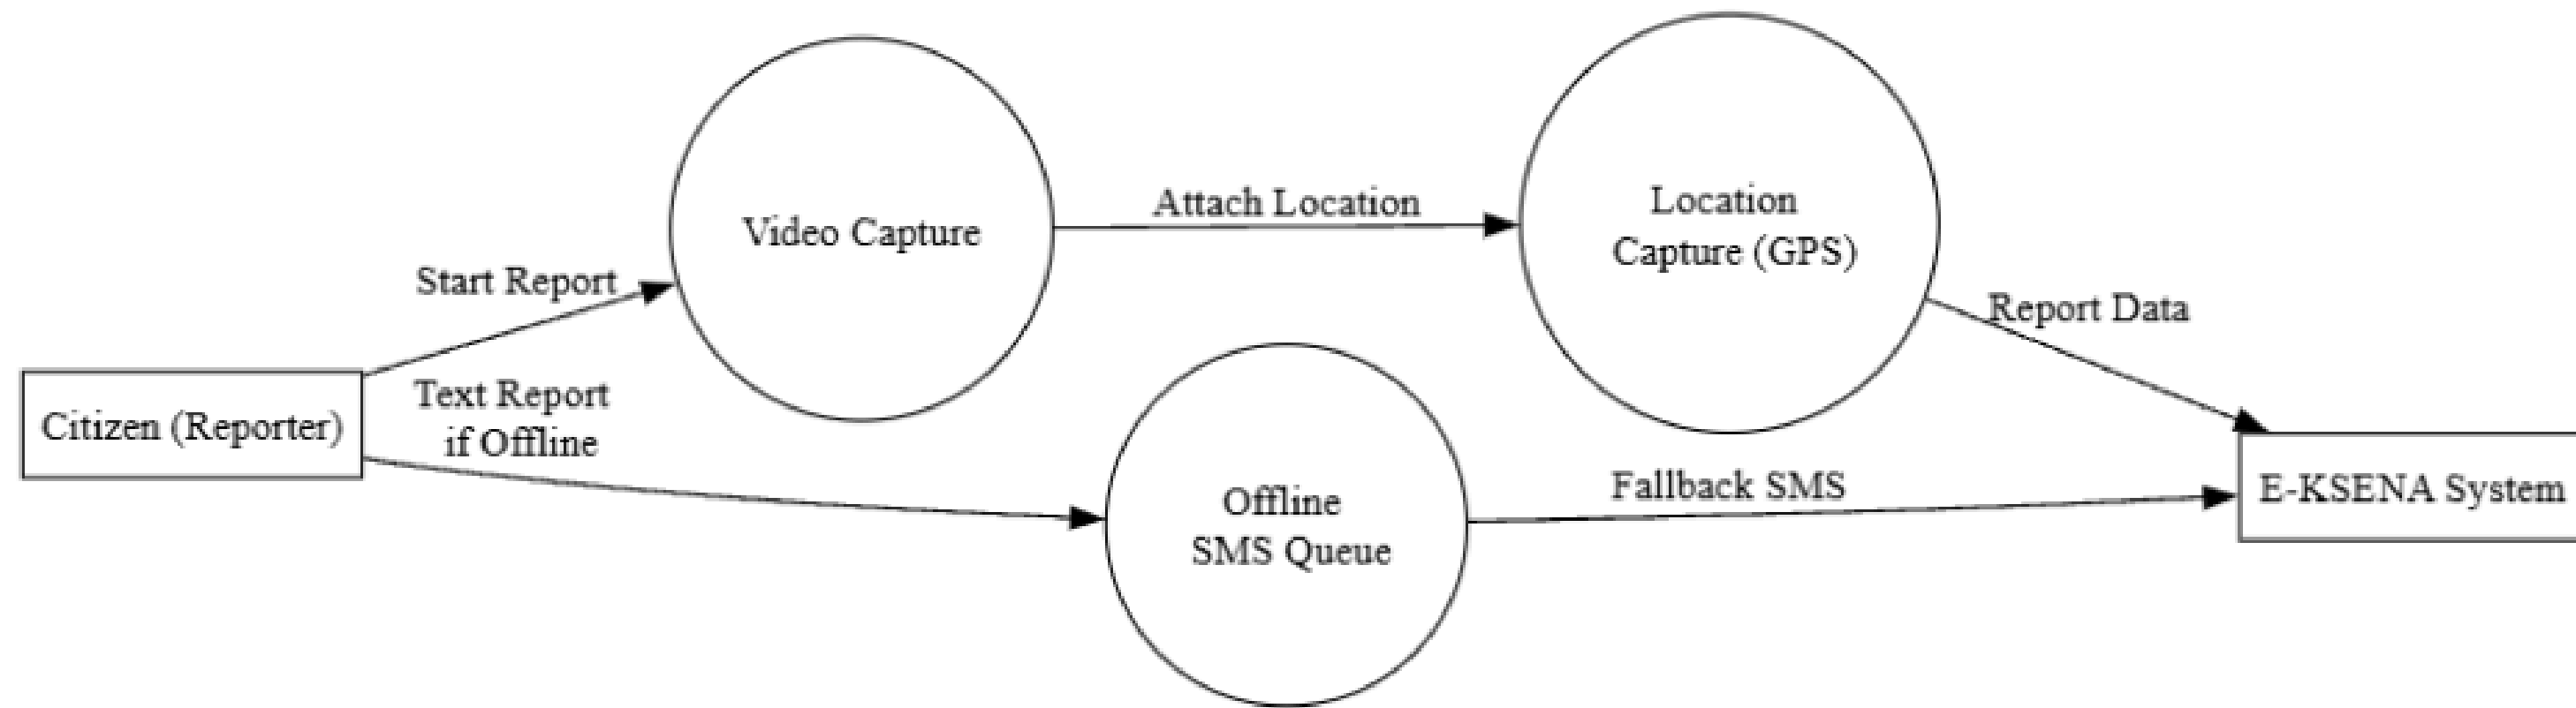 Video Capture
Attach Location
Location
Capture (GPS)
Start Report
Report Data
Citizen (Reporter)
Text Report
if Offline
Offline
SMS Queue
Fallback SMS
E-KSENA System